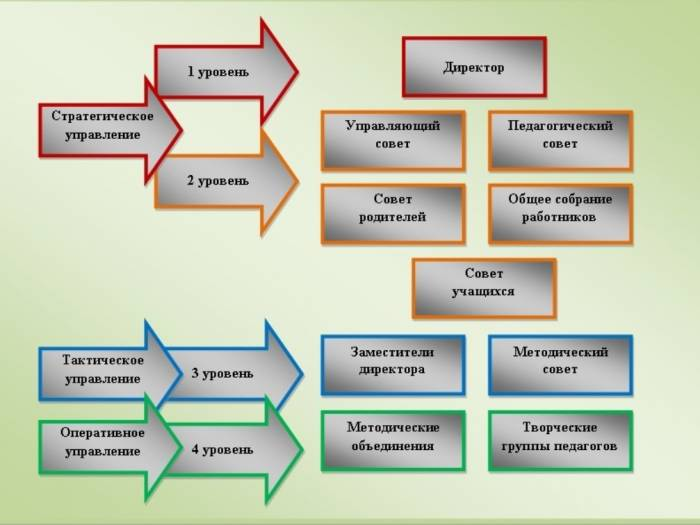 1 уровень
Директор
Стратегическое
управление
Управляющий
совет
Педагогический
совет
2 уровень
Совет
родителей
Общее собрание
работников
Совет
учащихся
Тактическое
управление
3 уровень
Заместители
директора
Методический
совет
Оперативное
управление
4 уровень
Методические
объединения
Творческие
группы педагогов